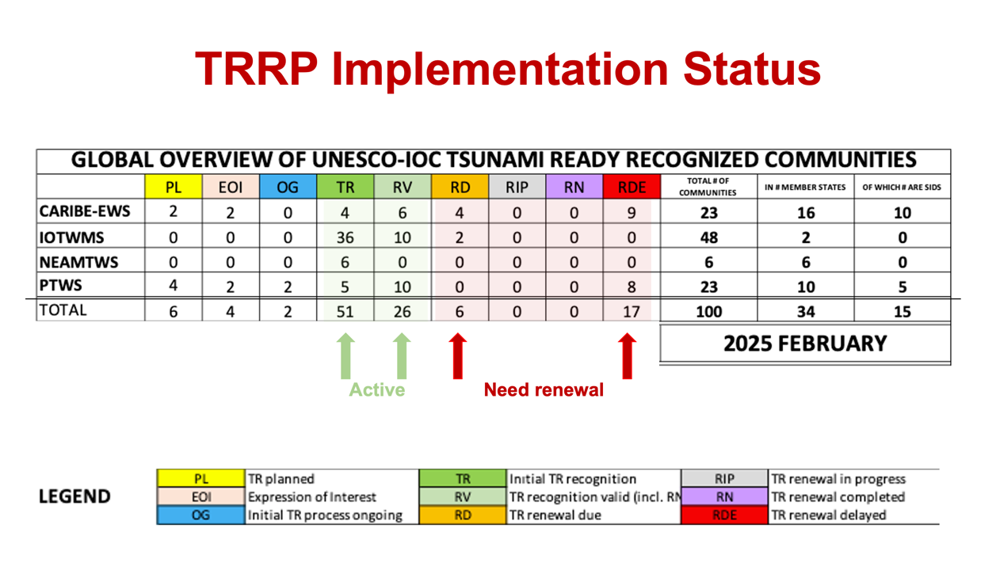 TRRP Implementation Status
GLOBAL OVERVIEW OF UNESCO-IOC TSUNAMI READY RECOGNIZED COMMUNITIES
PL EOI OG TR RV RD RIP RN RDE TOTAL # OF COMMUNITIES IN # MEMBER STATES OF WHICH # ARE SIDS
CARIBE-EWS 2 2 0 4 6 4 0 0 9 23 16 10
IOTWMS 0 0 0 36 10 2 0 0 0 48 2 0
NEAMTWS 0 0 0 6 0 0 0 0 0 6 6 0
PTWS 4 2 2 5 10 0 0 0 8 23 10 5
TOTAL 6 4 2 51 26 6 0 0 17 100 34 15
2025 FEBRUARY
Active Need renewal
LEGEND
PL TR planned TR Initial TR recognition RIP TR renewal in progress
EOI Expression of Interest RV TR recognition valid (incl. RN RN TR renewal completed
OG Initial TR process ongoing RD TR renewal due RDE TR renewal delayed